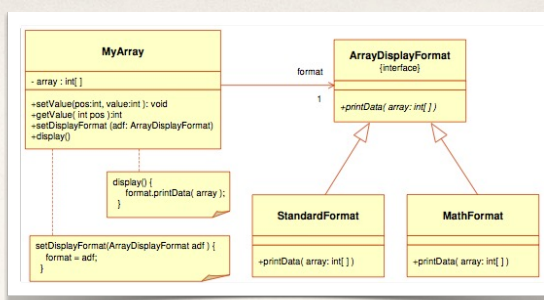 MyArray
- array : int[ ]
+setValue(pos:int, value:int ): void
+getValue( int pos ):int
+setDisplayFormat (adf: ArrayDisplayFormat)
+display()
format
1
ArrayDisplayFormat
{interface}
+printData( array: int[ ] )
display() {
format.printData( array );
}
setDisplayFormat(ArrayDisplayFormat adf ) {
format = adf;
}
StandardFormat
+printData( array: int[ ] )
MathFormat
+printData( array: int[ ] )